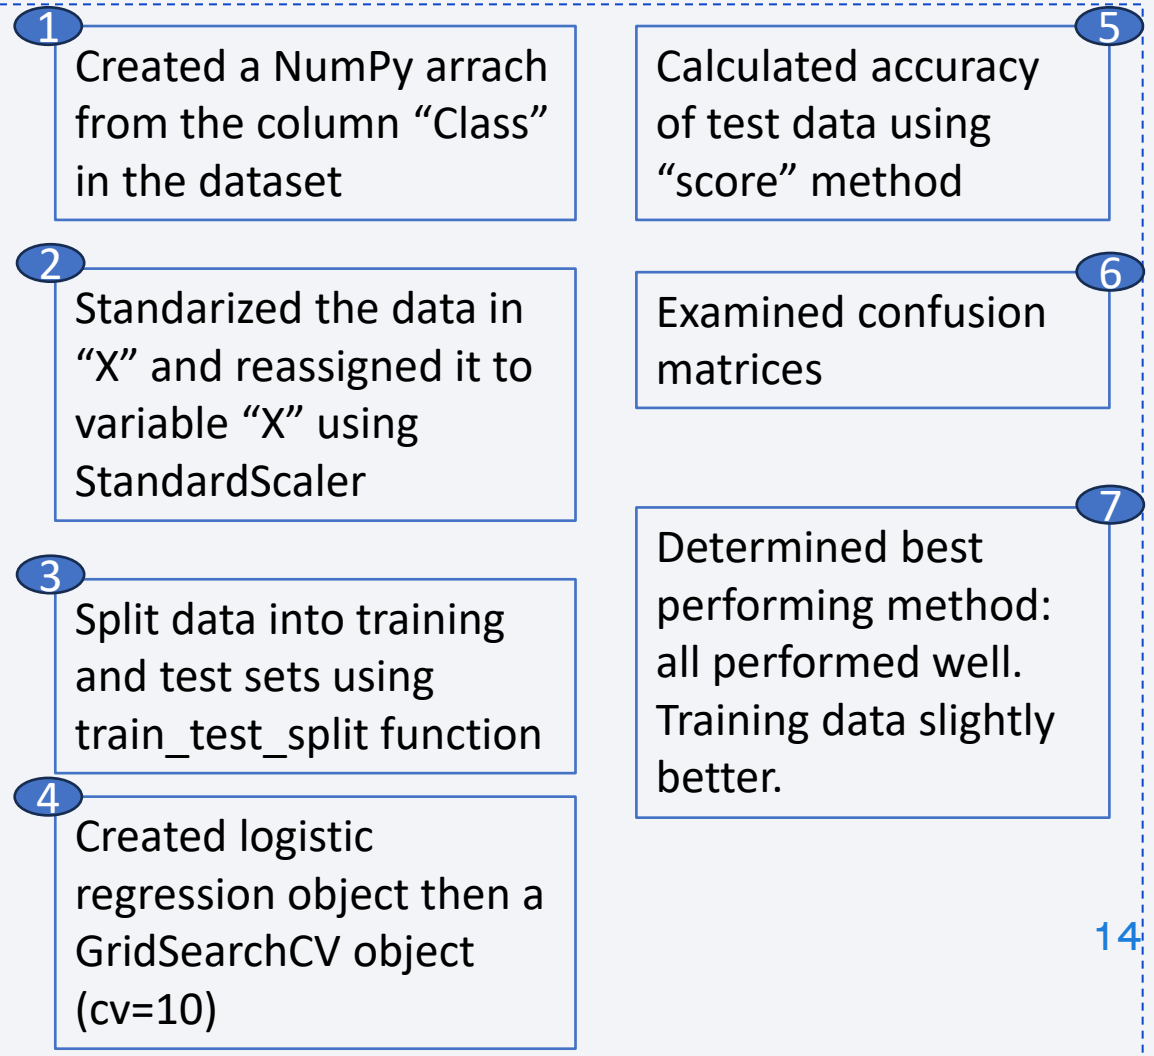 1
Created a NumPy arrach
from the column “Class”
in the dataset
2
Standarized the data in
“X” and reassigned it to
variable “X” using
StandardScaler
3
Split data into training
and test sets using
train_test_split function
4
Created logistic
regression object then a
GridSearchCV object
(cv=10)
5
Calculated accuracy
of test data using
“score” method
6
Examined confusion
matrices
7
Determined best
performing method:
all performed well.
Training data slightly
better.
14